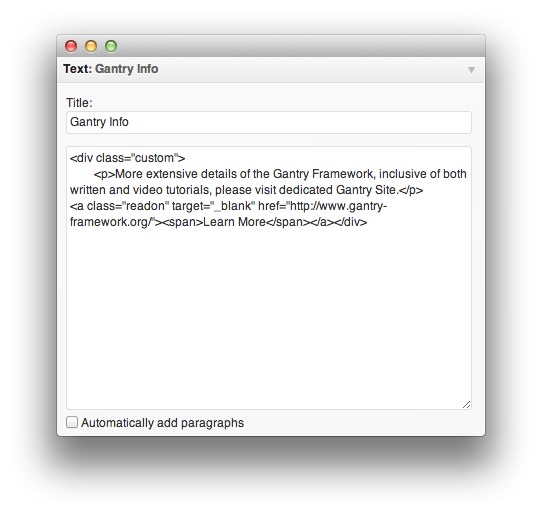 Text: Gantry Info
Title:
Gantry Info
<div class="custom">
<p>More extensive details of the Gantry Framework, inclusive of both
written and video tutorials, please visit dedicated Gantry Site.</p>
<a class="readon" target="_blank" href="http://www.gantry-
framework.org/"><span>Learn More</span></a></div>
Automatically add paragraphs